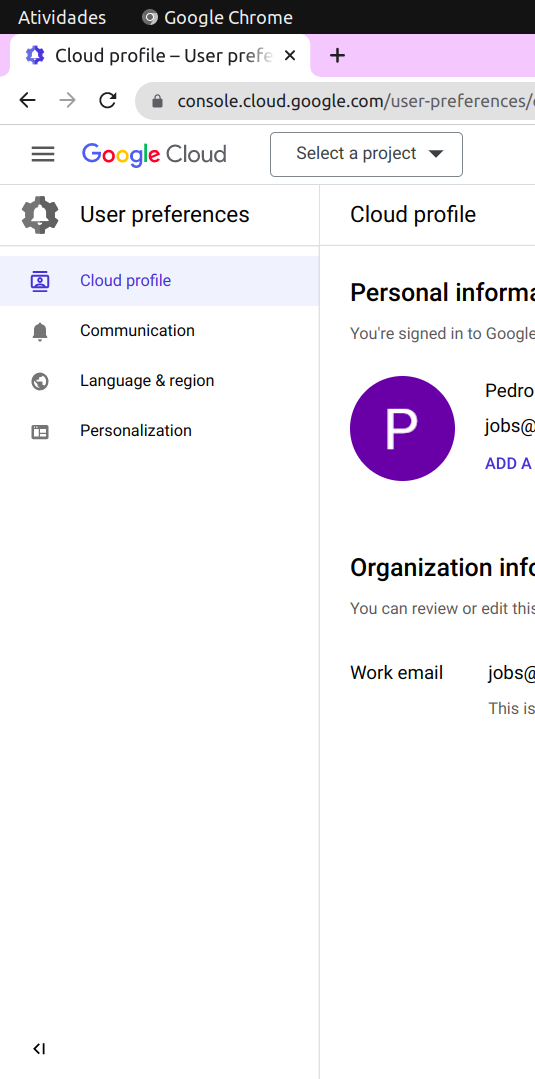 Atividades Google Chrome
Cloud profile – User prefe
console.cloud.google.com/user-preferences/
Google Cloud Select a project
User preferences
Cloud profile
Cloud profile
Communication
Language & region
Personalization
Personal informa
You're signed in to Google
P
Pedro
jobs@
ADD A
Organization info
You can review or edit this
Work email jobs@
This is